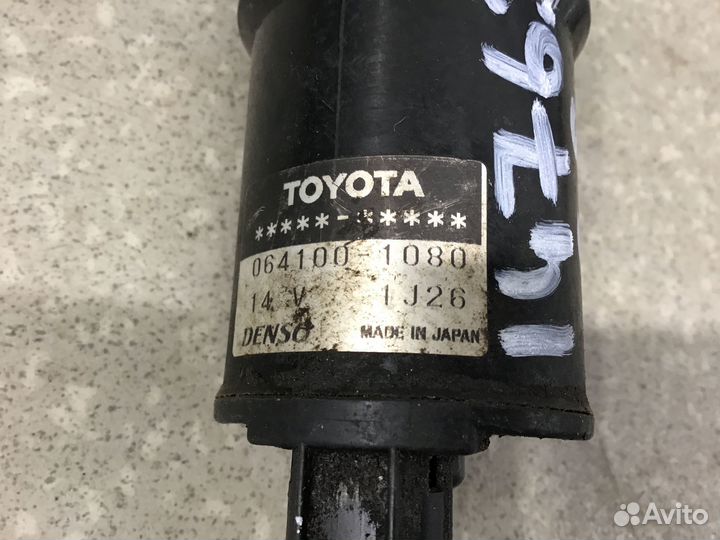 TOYOTA
*****-*****
064100-1080
14 V 1J26
DENSO MADE IN JAPAN
Avito